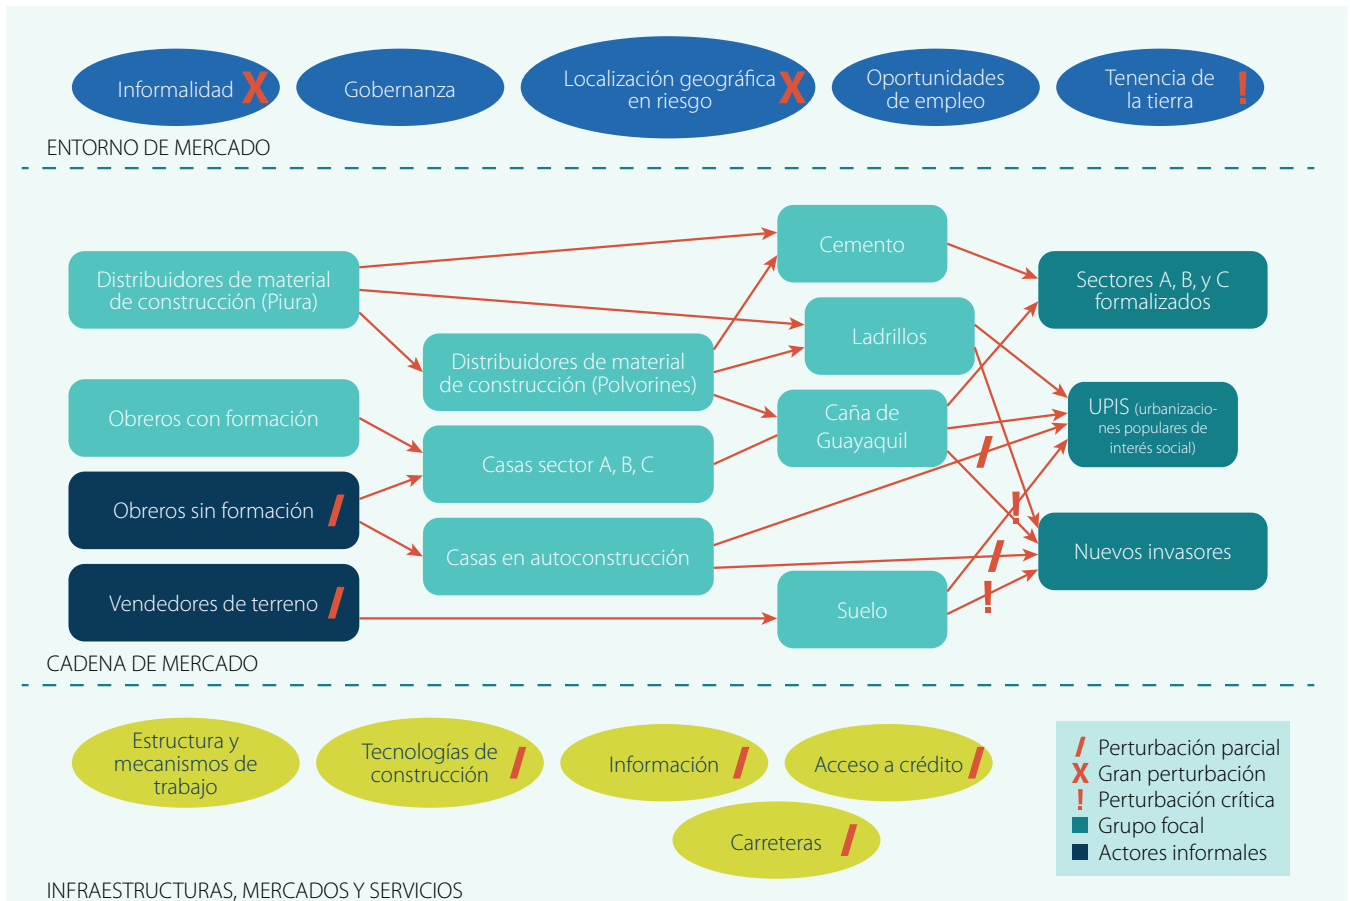 Informalidad X
Gobernanza
Localización geográfica
en riesgo X
Oportunidades
de empleo
Tenencia de
la tierra !
ENTORNO DE MERCADO
Distribuidores de material
de construcción (Piura)
Obreros con formación
Obreros sin formación /
Vendedores de terreno /
Distribuidores de material
de construcción (Polvorines)
Casas sector A, B, C
Casas en autoconstrucción
Cemento
Ladrillos
Caña de
Guayaquil
Suelo
/
!
/
!
Sectores A, B, y C
formalizados
UPIS (urbanizacio-
nes populares de
interés social)
Nuevos invasores
CADENA DE MERCADO
Estructura y
mecanismos de
trabajo
Tecnologías de
construcción /
Información /
Acceso a crédito /
Carreteras /
/ Perturbación parcial
X Gran perturbación
! Perturbación crítica
Grupo focal
Actores informales
INFRAESTRUCTURAS, MERCADOS Y SERVICIOS